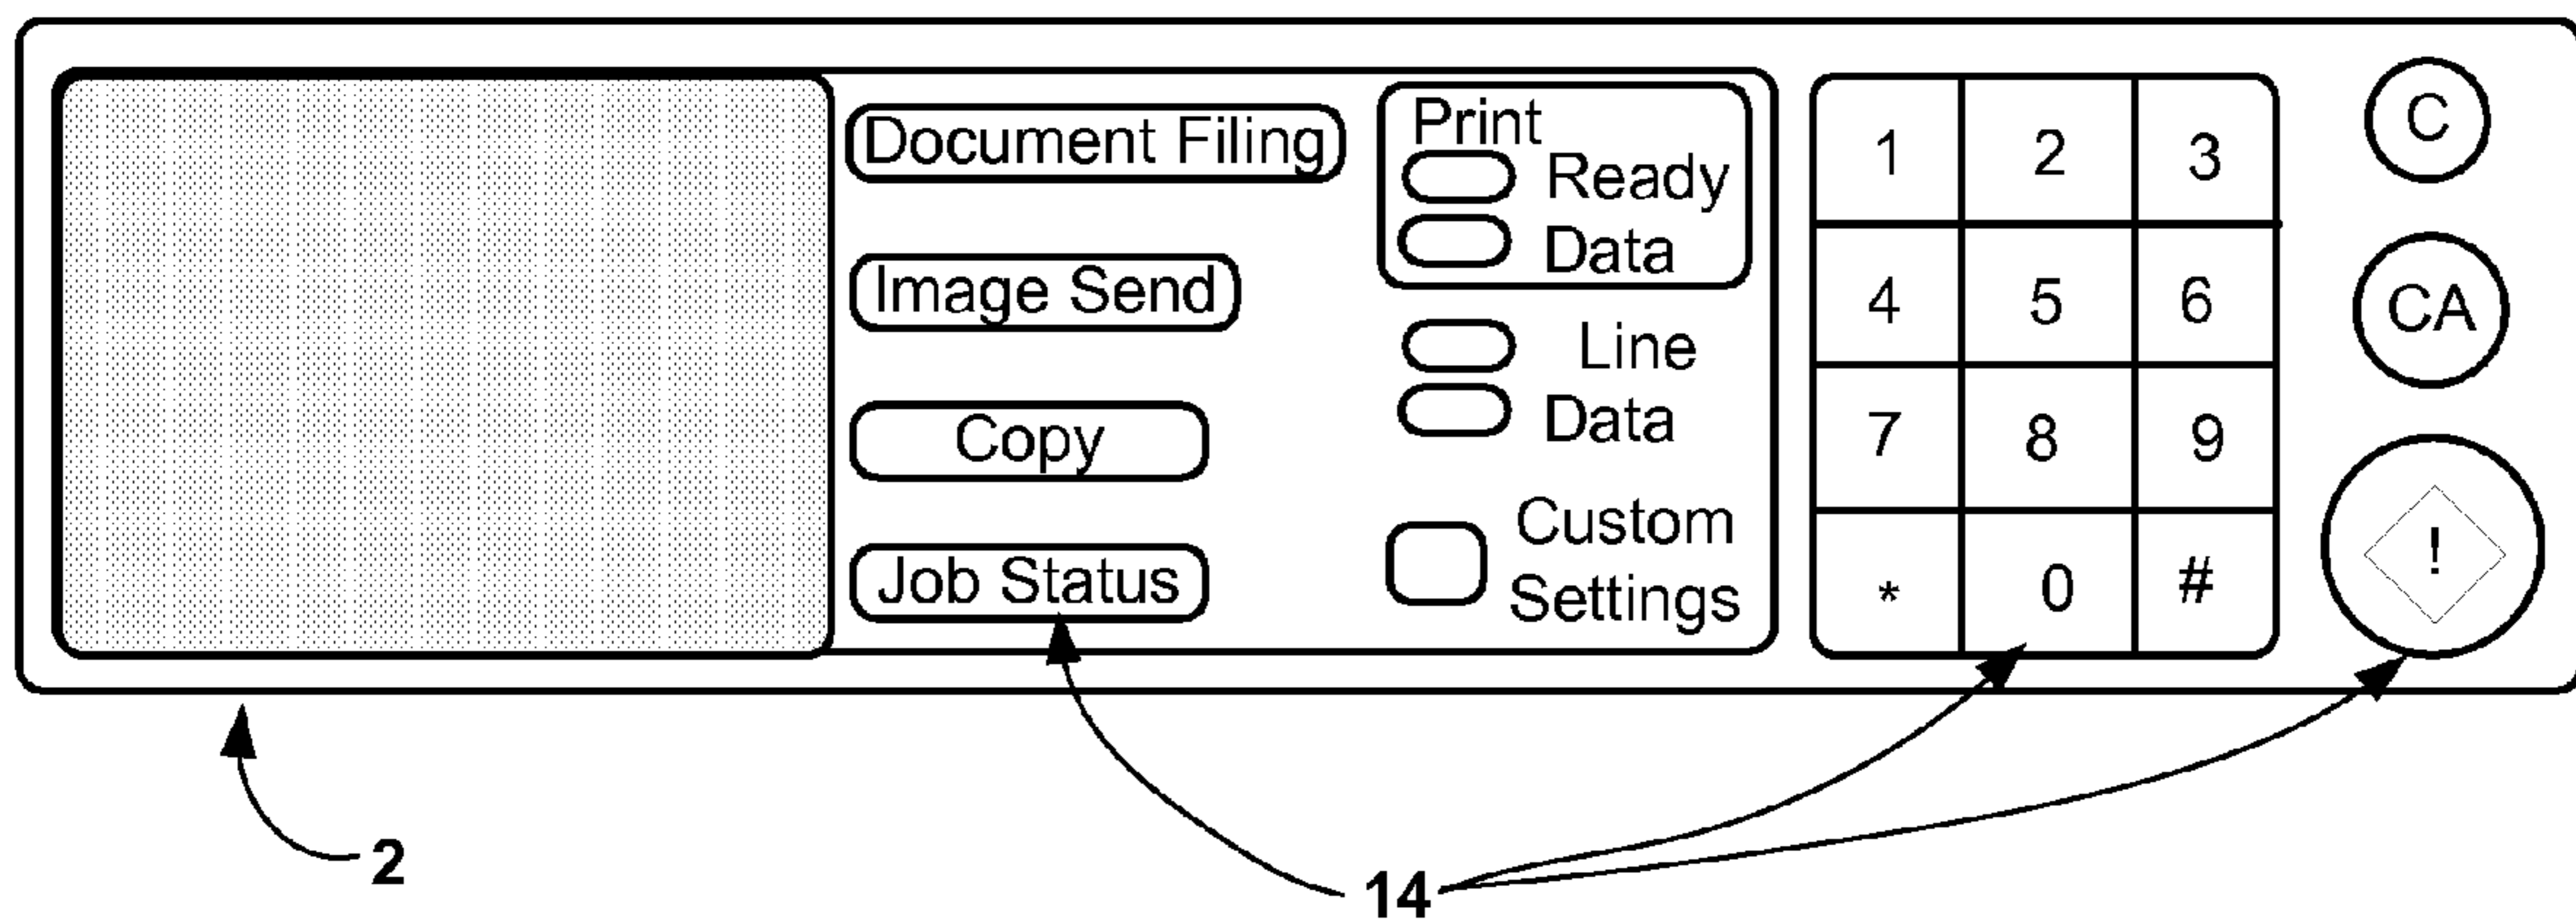 Document Filing
Image Send
Copy
Job Status
Print
Ready
Data
Line
Data
Custom
Settings
1 2 3
4 5 6
7 8 9
* 0 #
C
CA
!
2
14